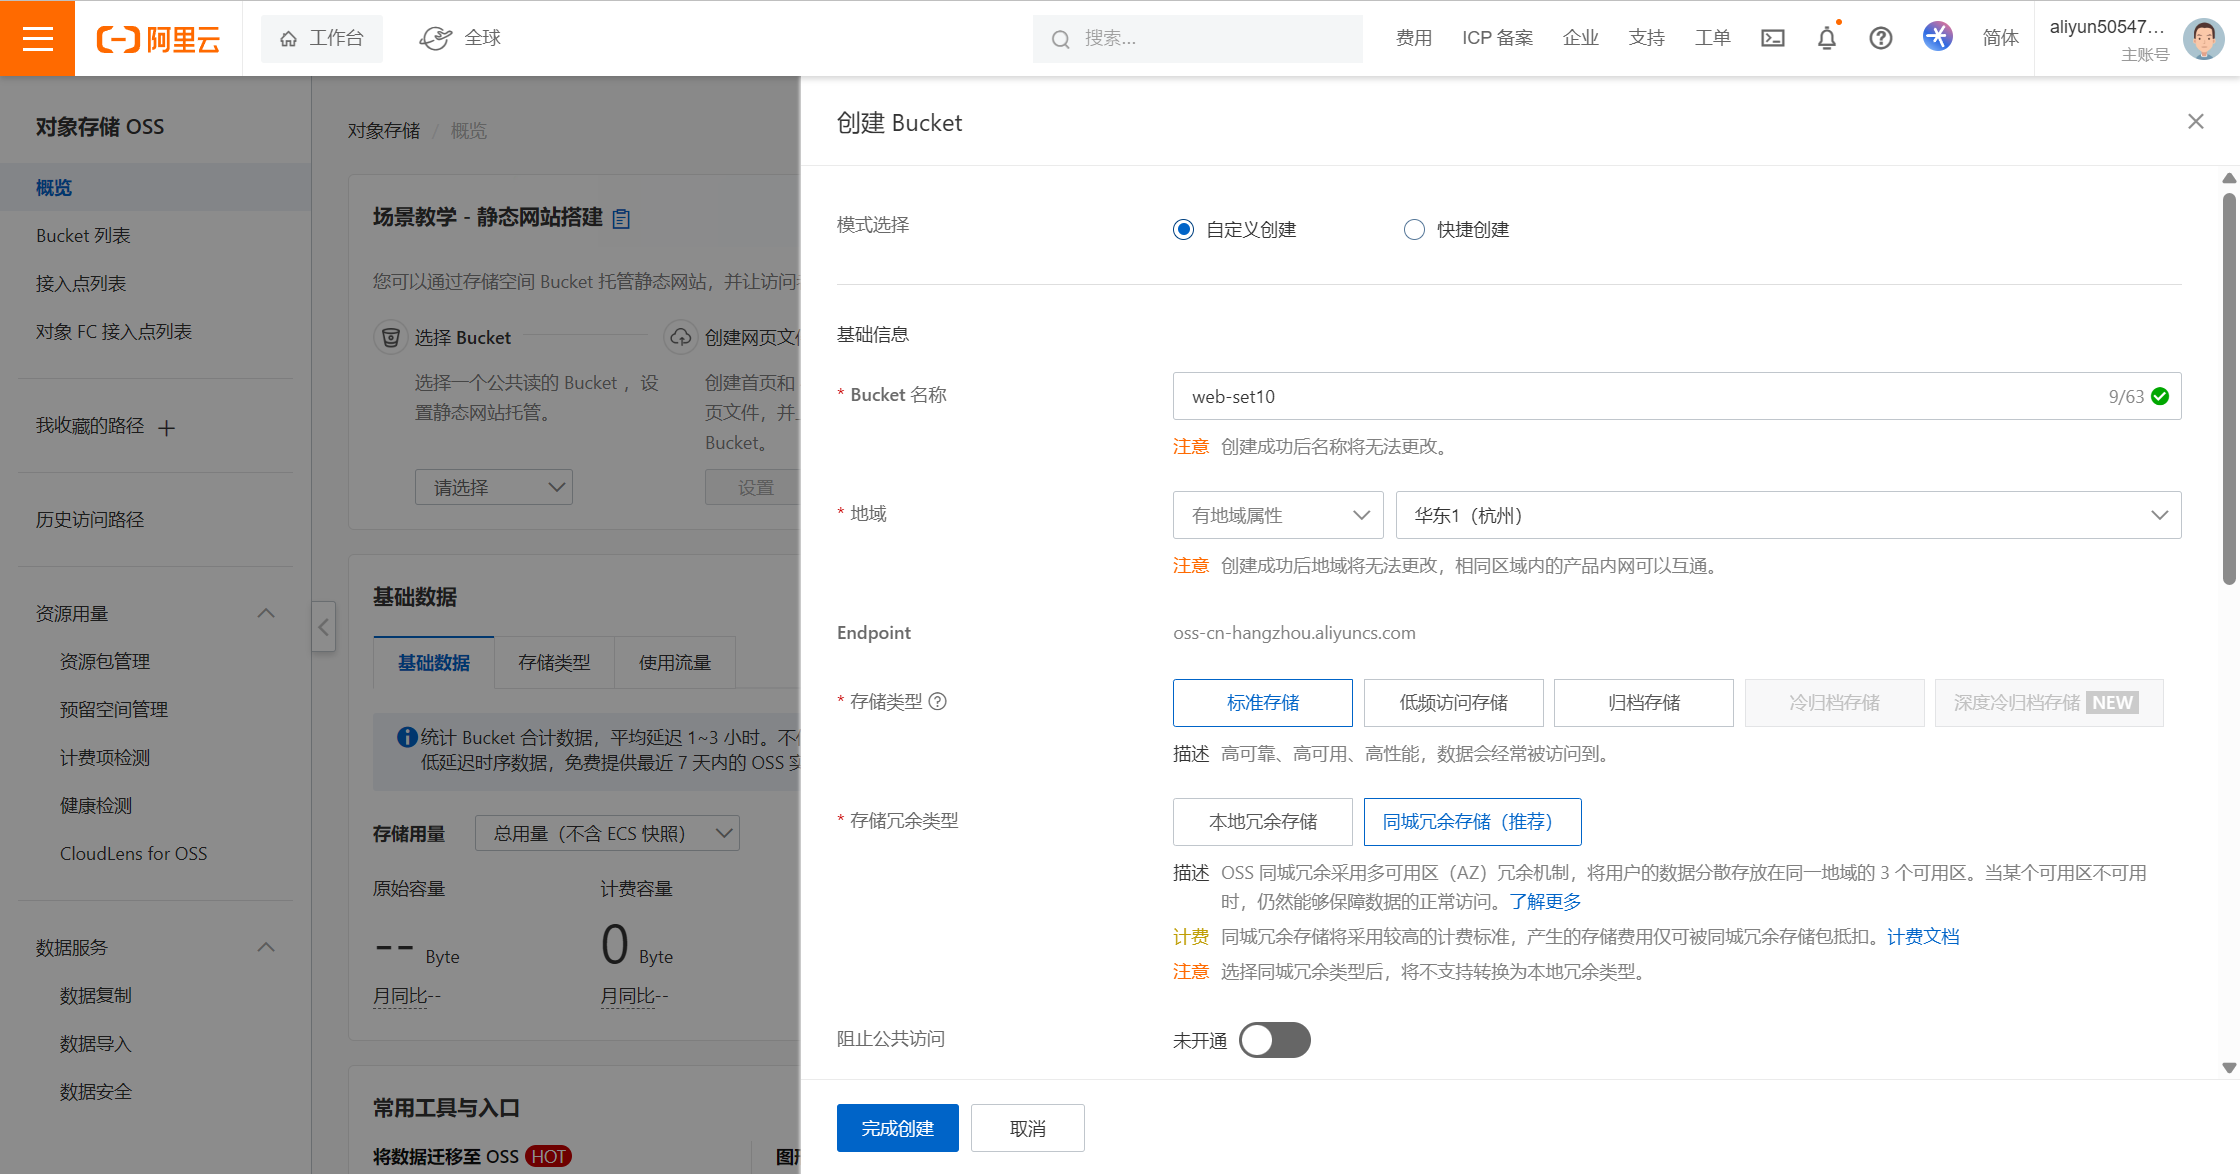 阿里云
工作台
全球
搜索...
费用
ICP 备案
企业
支持
工单
简体
aliyun50547...
主账号
对象存储 OSS
概览
Bucket 列表
接入点列表
对象 FC 接入点列表
我收藏的路径
历史访问路径
资源用量
资源包管理
预留空间管理
计费项检测
健康检测
CloudLens for OSS
数据服务
数据复制
数据导入
数据安全
对象存储 / 概览
场景教学 - 静态网站搭建
您可以通过存储空间 Bucket 托管静态网站，并让访问
选择 Bucket
选择一个公共读的 Bucket ，设
置静态网站托管。
请选择
创建网页文
创建首页和
页文件，并
Bucket。
设置
基础数据
基础数据
存储类型
使用流量
统计 Bucket 合计数据，平均延迟 1~3 小时。不
低延迟时序数据，免费提供最近 7 天内的 OSS
存储用量
总用量（不含 ECS 快照）
原始容量
计费容量
-- Byte
0 Byte
月同比--
月同比--
常用工具与入口
将数据迁移至 OSS HOT
创建 Bucket
模式选择
自定义创建
快捷创建
基础信息
* Bucket 名称
web-set10
9/63
注意 创建成功后名称将无法更改。
* 地域
有地域属性
华东1（杭州）
注意 创建成功后地域将无法更改，相同区域内的产品内网可以互通。
Endpoint
oss-cn-hangzhou.aliyuncs.com
* 存储类型
标准存储
低频访问存储
归档存储
冷归档存储
深度冷归档存储 NEW
描述 高可靠、高可用、高性能，数据会经常被访问到。
* 存储冗余类型
本地冗余存储
同城冗余存储（推荐）
描述 OSS 同城冗余采用多可用区（AZ）冗余机制，将用户的数据分散存放在同一地域的 3 个可用区。当某个可用区不可用
时，仍然能够保障数据的正常访问。了解更多
计费 同城冗余存储将采用较高的计费标准，产生的存储费用仅可被同城冗余存储包抵扣。计费文档
注意 选择同城冗余类型后，将不支持转换为本地冗余类型。
阻止公共访问
未开通
完成创建
取消